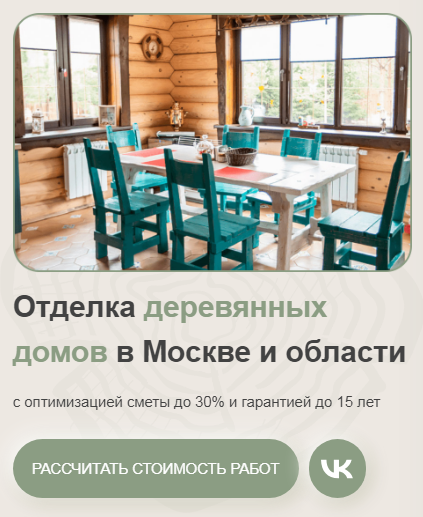 Отделка деревянных
домов в Москве и области
с оптимизацией сметы до 30% и гарантией до 15 лет
РАССЧИТАТЬ СТОИМОСТЬ РАБОТ